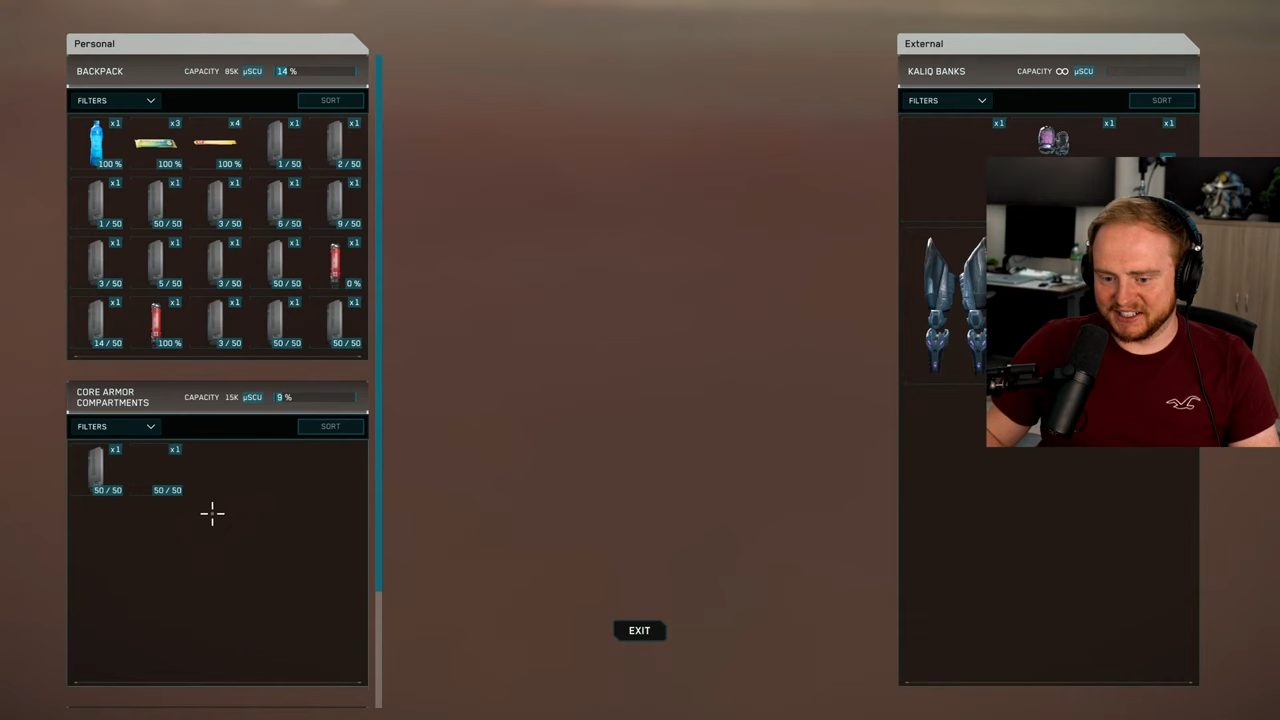 Personal
BACKPACK CAPACITY 85K µSCU 14 %
FILTERS SORT
x1 x3 x4 x1 x1
100 % 100 % 100 % 1 / 50 2 / 50
x1 x1 x1 x1 x1
1 / 50 50 / 50 3 / 50 6 / 50 9 / 50
x1 x1 x1 x1 x1
3 / 50 5 / 50 3 / 50 50 / 50 0 %
x1 x1 x1 x1 x1
14 / 50 100 % 3 / 50 50 / 50 50 / 50
CORE ARMOR
COMPARTMENTS CAPACITY 15K µSCU 9 %
FILTERS SORT
x1 x1
50 / 50 50 / 50
EXIT
External
KALIQ BANKS CAPACITY ∞ µSCU
FILTERS SORT
x1 x1 x1